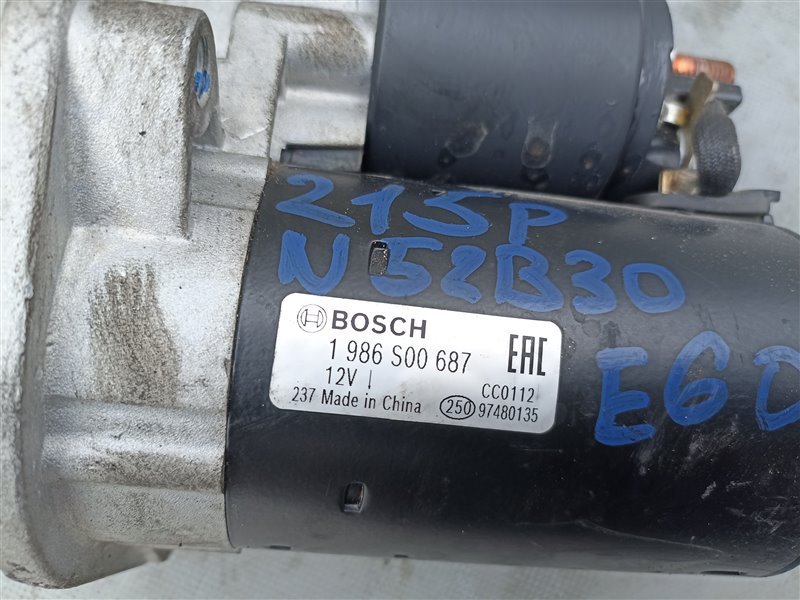 215P
N52B30
E60
BOSCH
1 986 S00 687
EAC
12V
CC0112
237 Made in China
250 97480135